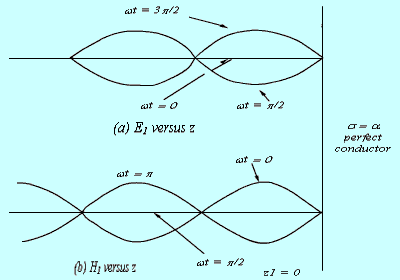 ωt = 3π/2
ωt = 0
ωt = π/2
(a) E1 versus z
σ = α
perfect
conductor
ωt = π
ωt = 0
ωt = π/2
(b) H1 versus z
z1 = 0